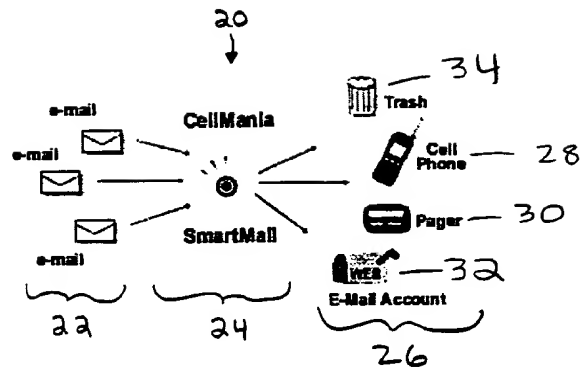 20
34
Trash
e-mail
CellMania
e-mail
Cell
Phone
28
Pager
30
SmartMail
e-mail
WEB
32
E-Mail Account
22
24
26